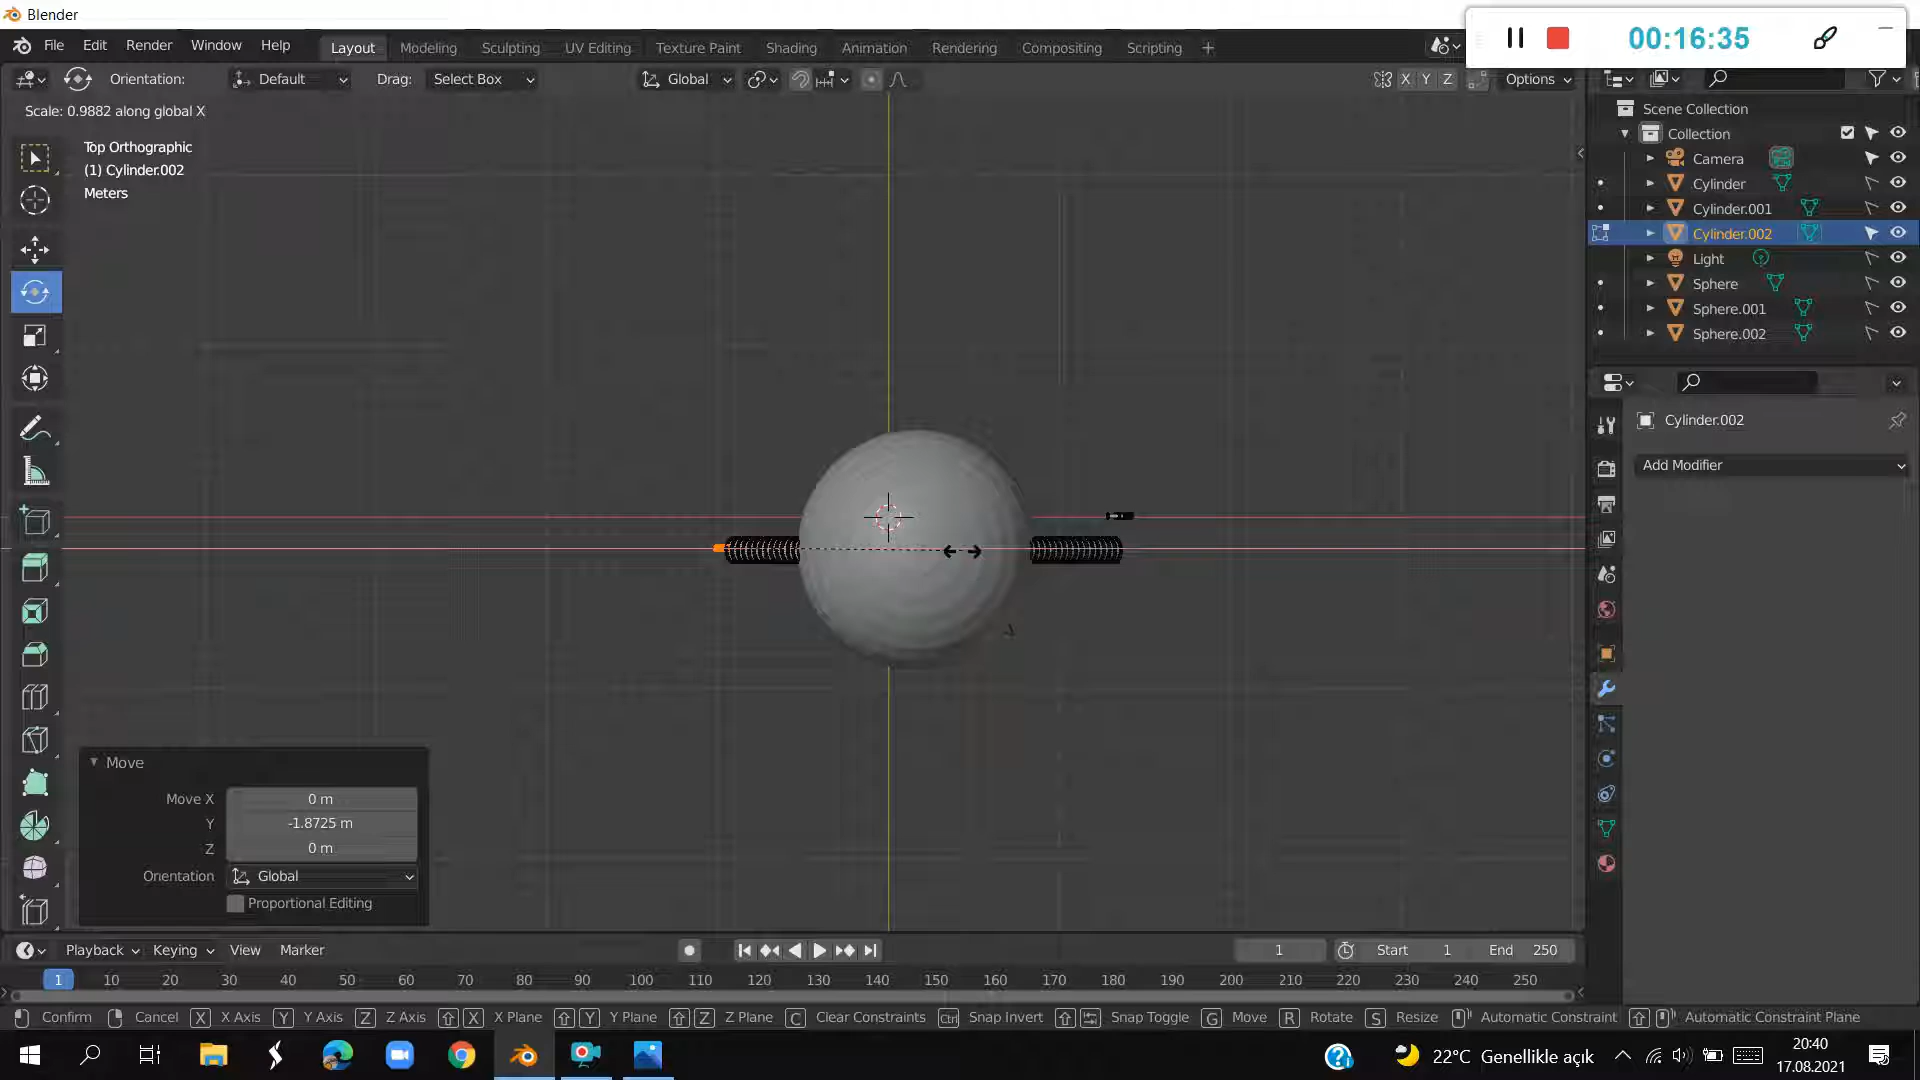 Blender
File Edit Render Window Help
Layout Modeling Sculpting UV Editing Texture Paint Shading Animation Rendering Compositing Scripting
00:16:35
Orientation: Default Drag: Select Box Global X Y Z Options
Scale: 0.9882 along global X
Top Orthographic
(1) Cylinder.002
Meters
Scene Collection
Collection
Camera
Cylinder
Cylinder.001
Cylinder.002
Light
Sphere
Sphere.001
Sphere.002
Cylinder.002
Add Modifier
Move
Move X 0 m
Y -1.8725 m
Z 0 m
Orientation Global
Proportional Editing
Playback Keying View Marker 1 Start 1 End 250
1 10 20 30 40 50 60 70 80 90 100 110 120 130 140 150 160 170 180 190 200 210 220 230 240 250
Confirm Cancel X X Axis Y Y Axis Z Z Axis X X Plane Y Y Plane Z Z Plane C Clear Constraints Ctrl Snap Invert Snap Toggle G Move R Rotate S Resize Automatic Constraint Automatic Constraint Plane
22°C Genellikle açık
20:40
17.08.2021